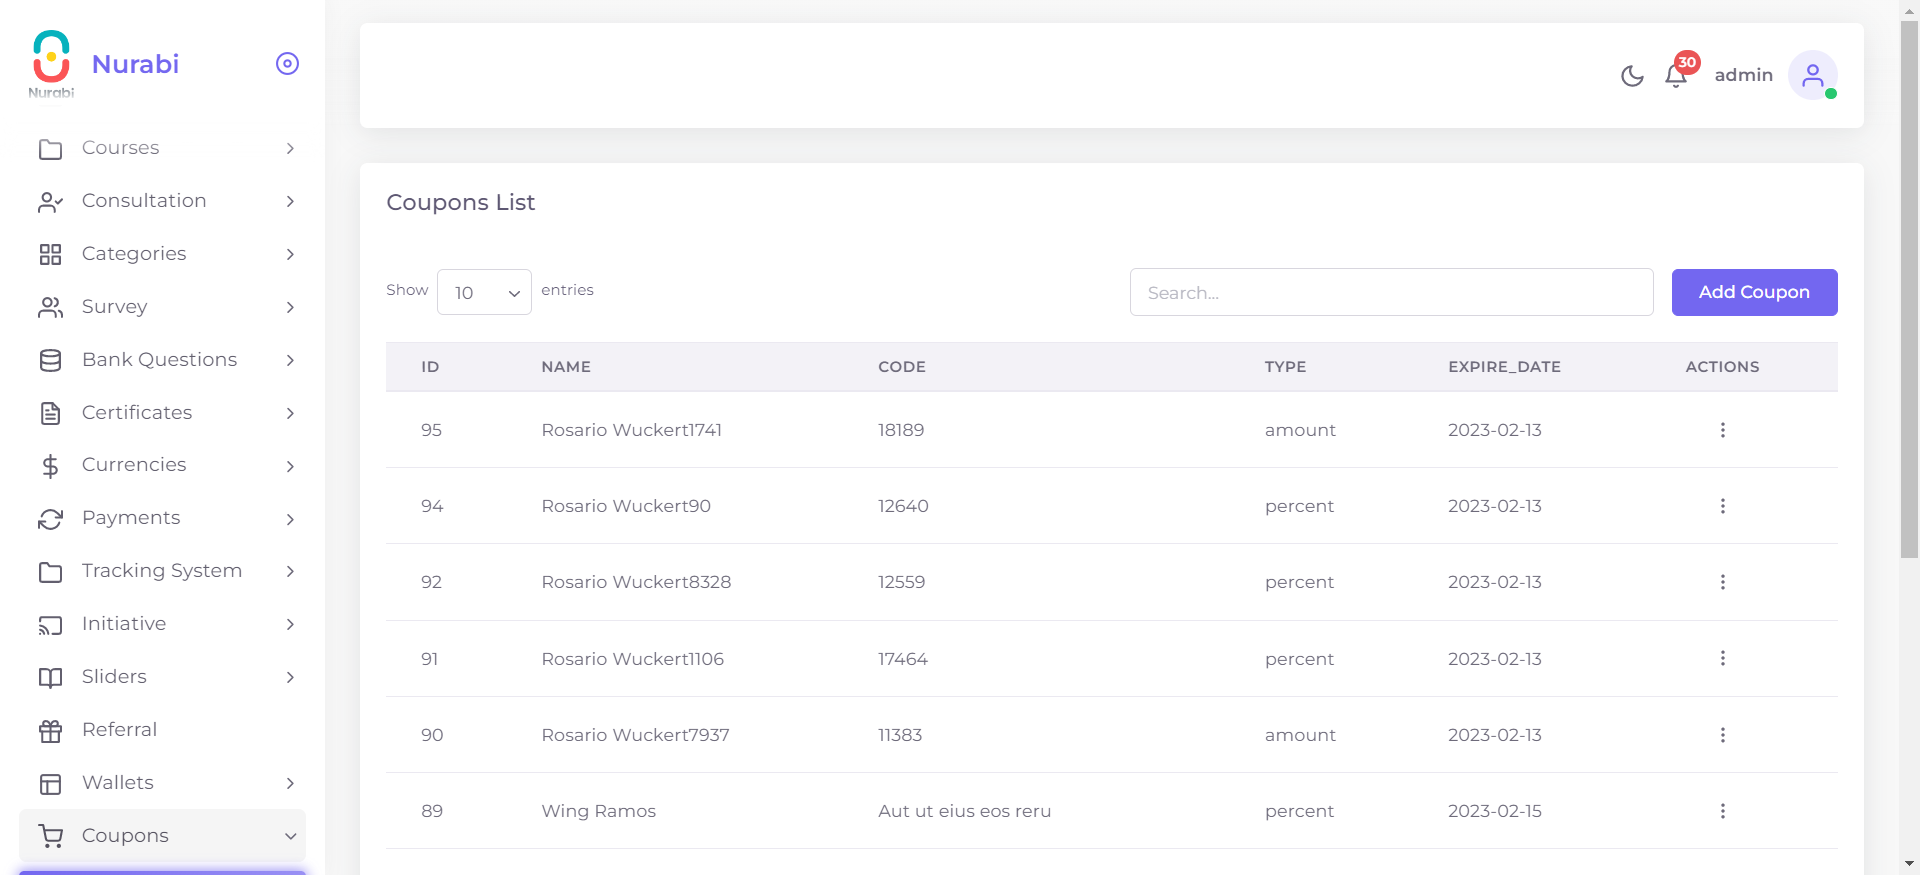 Nurabi
Nurabi
30
admin
Courses
Consultation
Categories
Survey
Bank Questions
Certificates
Currencies
Payments
Tracking System
Initiative
Sliders
Referral
Wallets
Coupons
Coupons List
Show 10 entries
Search...
Add Coupon
ID NAME CODE TYPE EXPIRE_DATE ACTIONS
95 Rosario Wuckert1741 18189 amount 2023-02-13
94 Rosario Wuckert90 12640 percent 2023-02-13
92 Rosario Wuckert8328 12559 percent 2023-02-13
91 Rosario Wuckert1106 17464 percent 2023-02-13
90 Rosario Wuckert7937 11383 amount 2023-02-13
89 Wing Ramos Aut ut eius eos reru percent 2023-02-15